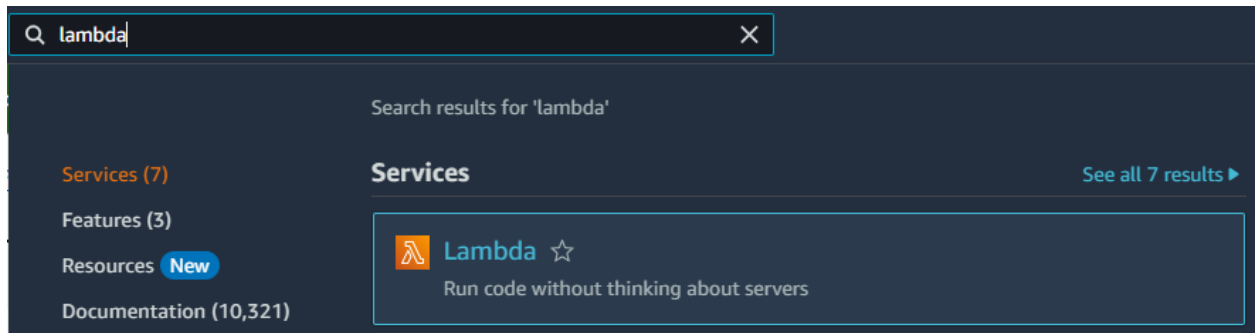 lambda
Search results for 'lambda'
Services (7)
Features (3)
Resources New
Documentation (10,321)
Services
See all 7 results
Lambda
Run code without thinking about servers